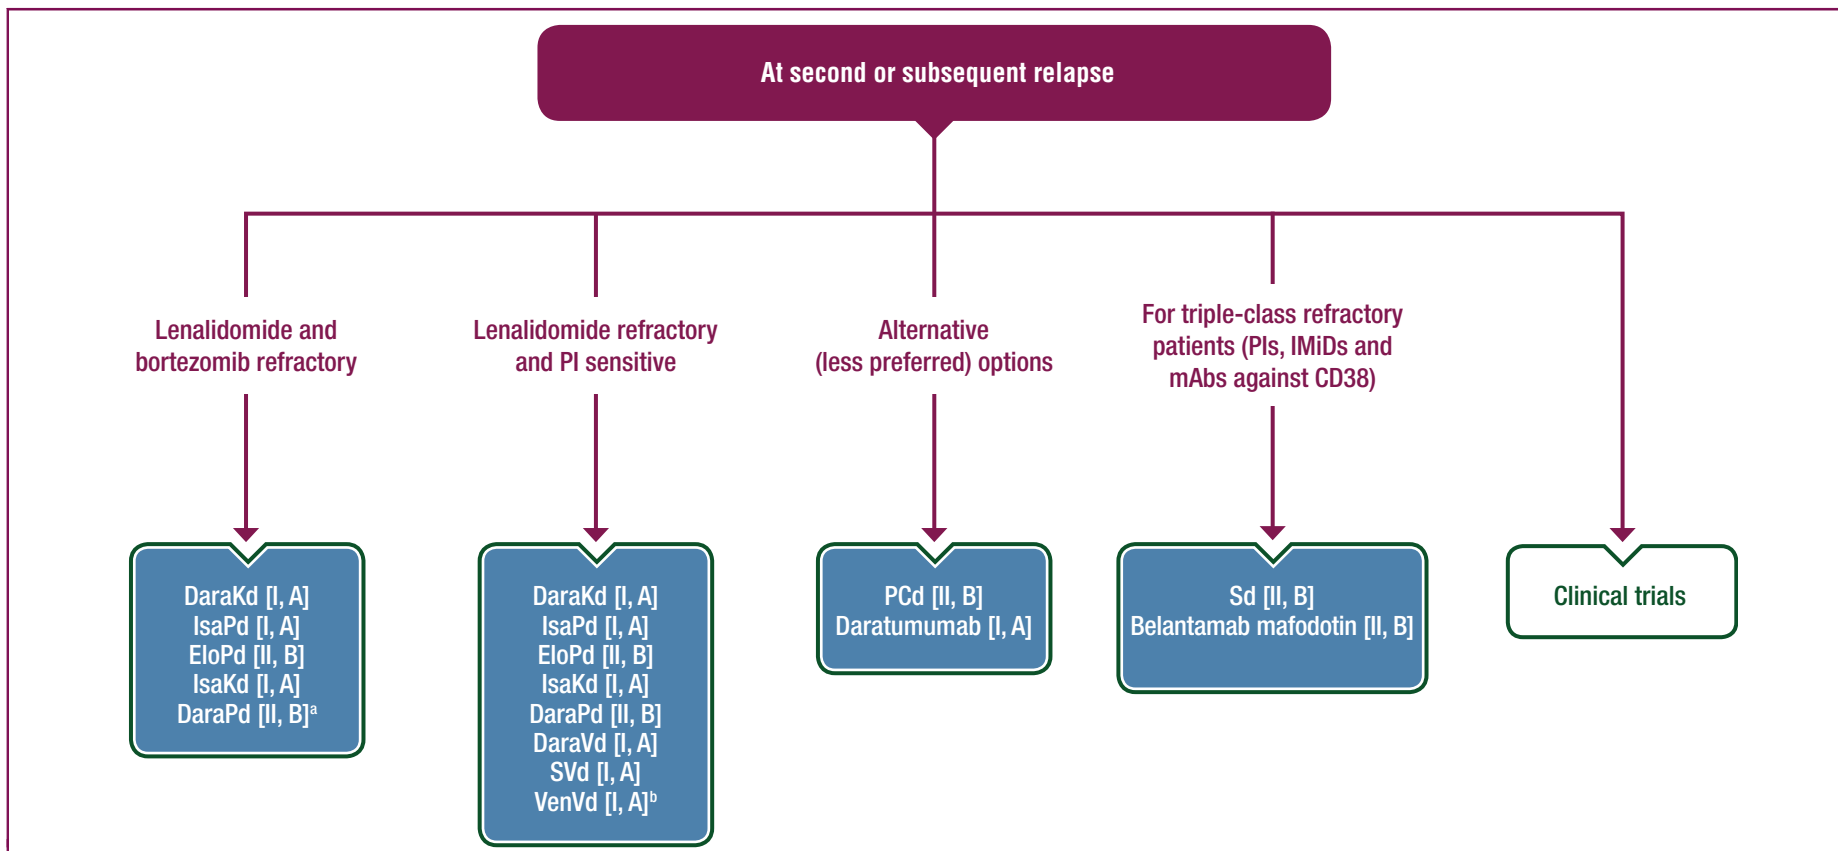 At second or subsequent relapse
Lenalidomide and
bortezomib refractory
Lenalidomide refractory
and PI sensitive
Alternative
(less preferred) options
For triple-class refractory
patients (PIs, IMiDs and
mAbs against CD38)
DaraKd [I, A]
IsaPd [I, A]
EloPd [II, B]
IsaKd [I, A]
DaraPd [II, B]ᵃ
DaraKd [I, A]
IsaPd [I, A]
EloPd [II, B]
IsaKd [I, A]
DaraPd [II, B]
DaraVd [I, A]
SVd [I, A]
VenVd [I, A]ᵇ
PCd [II, B]
Daratumumab [I, A]
Sd [II, B]
Belantamab mafodotin [II, B]
Clinical trials